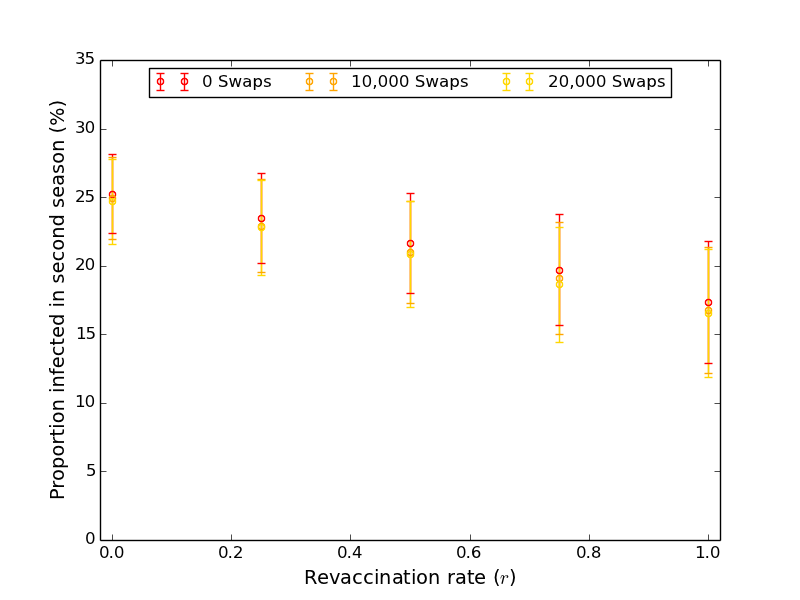 0 Swaps 10,000 Swaps 20,000 Swaps
Proportion infected in second season (%)
35
30
25
20
15
10
5
0
0.0 0.2 0.4 0.6 0.8 1.0
Revaccination rate (r)